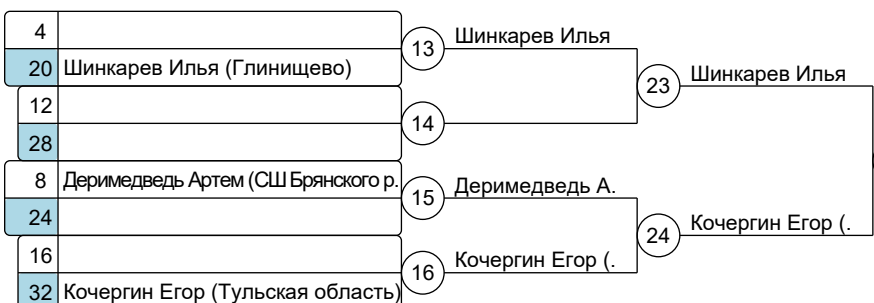 4
13 Шинкарев Илья
20 Шинкарев Илья (Глинищево)
23 Шинкарев Илья
12
14
28
8 Деримедведь Артем (СШ Брянского р.
15 Деримедведь А.
24
24 Кочергин Егор (.
16
16 Кочергин Егор (.
32 Кочергин Егор (Тульская область)